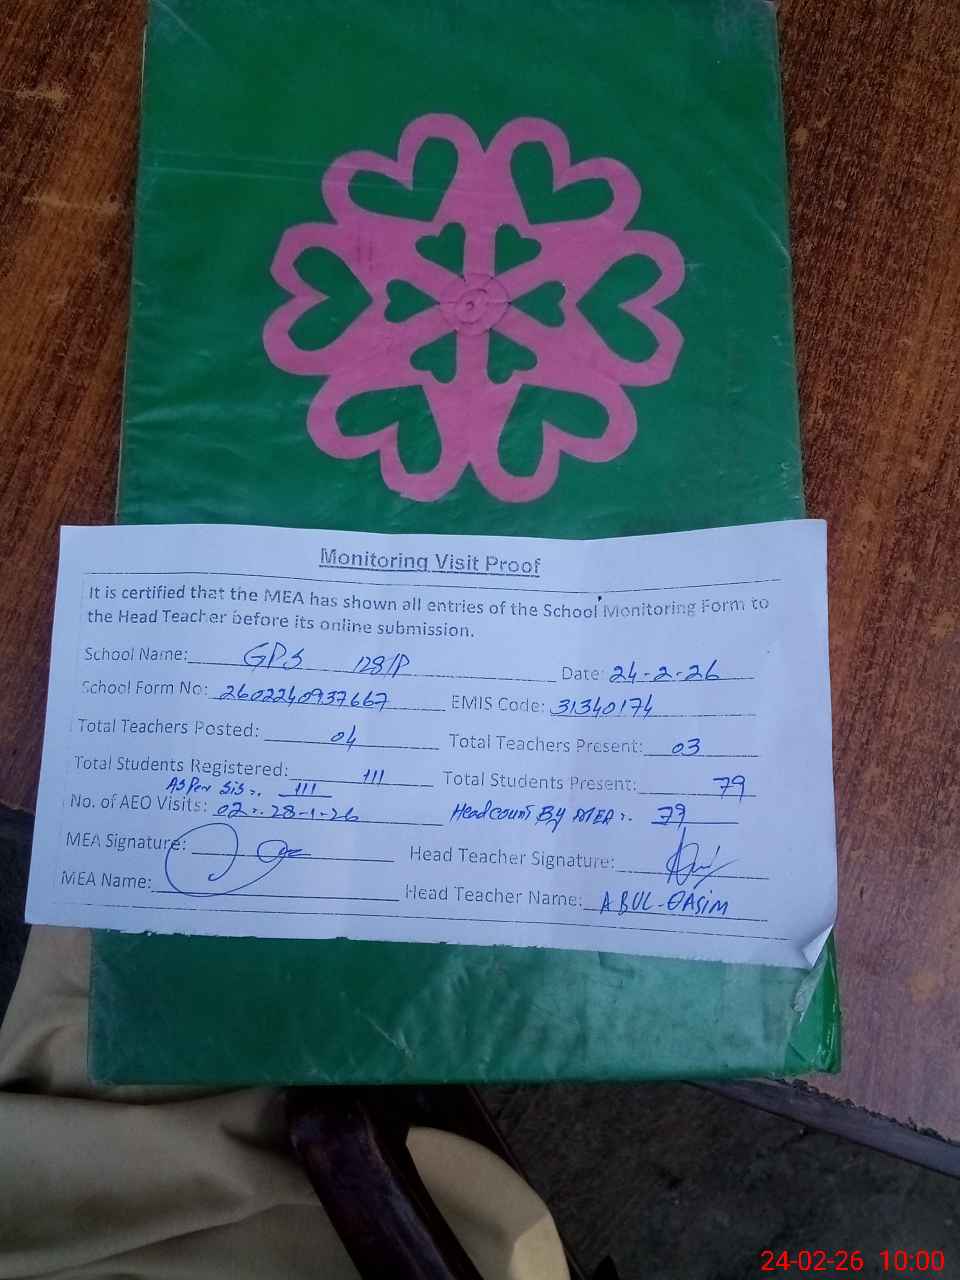 Monitoring Visit Proof
It is certified that the MEA has shown all entries of the School Monitoring Form to
the Head Teacher before its online submission.
School Name: GPS 128/P Date: 24-2-26
School Form No: 2602240937667 EMIS Code: 31340174
Total Teachers Posted: 04 Total Teachers Present: 03
Total Students Registered: 111 Total Students Present: 79
As Per Sis:. 111
No. of AEO Visits: 02:. 28-1-26 Headcount By MEA:. 79
MEA Signature: Head Teacher Signature:
MEA Name: Head Teacher Name: ABUL-QASIM
24-02-26 10:00